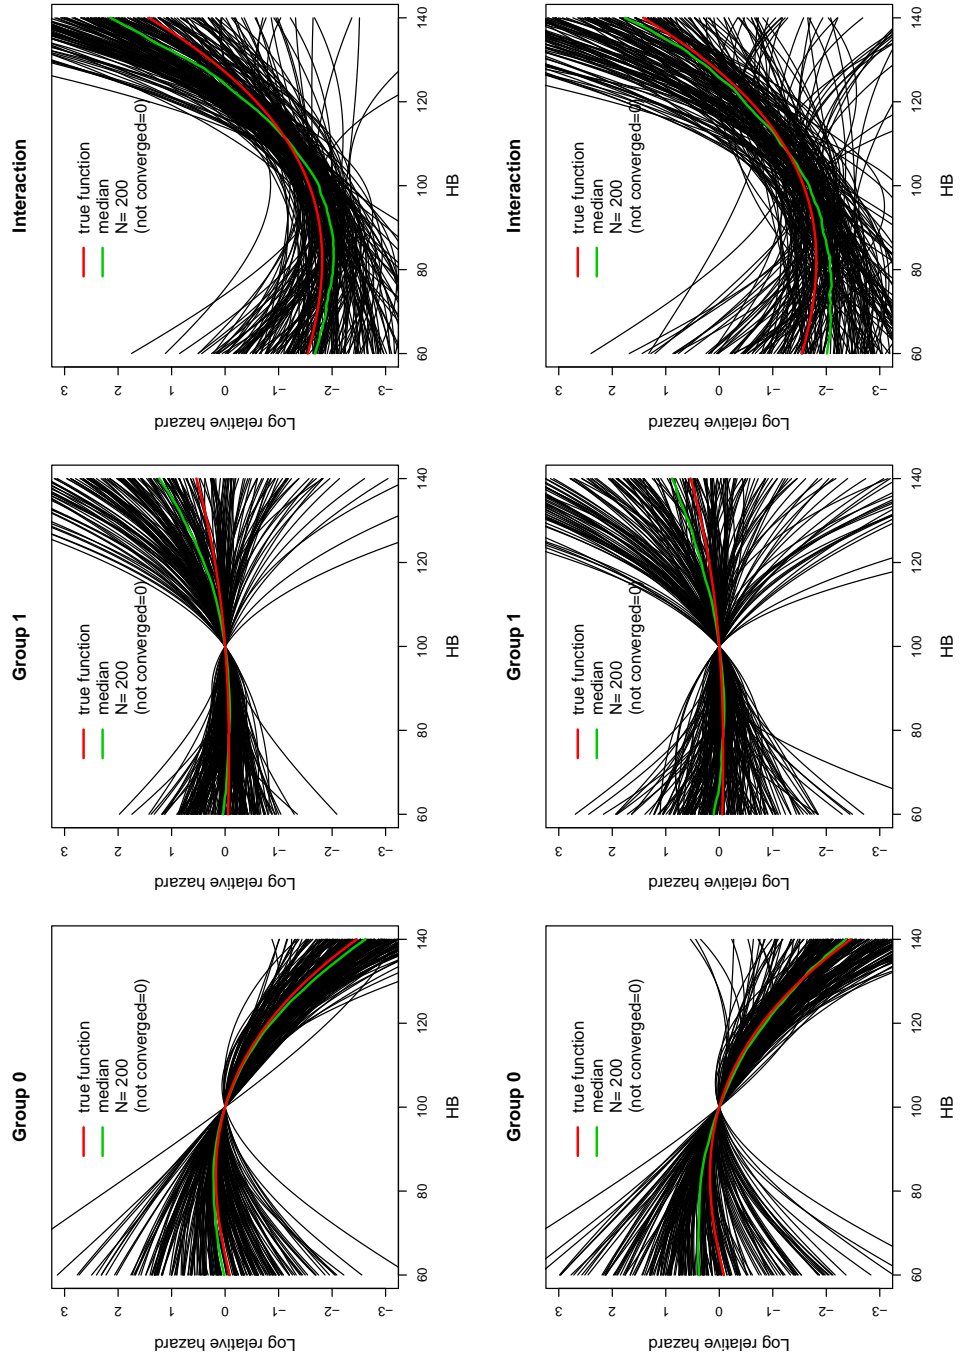 Group 0
true function
median
N= 200
(not converged=0)
Log relative hazard
3
2
1
0
−1
−2
−3
60 80 100 120 140
HB
Group 1
true function
median
N= 200
(not converged=0)
Log relative hazard
3
2
1
0
−1
−2
−3
60 80 100 120 140
HB
Interaction
true function
median
N= 200
(not converged=0)
Log relative hazard
3
2
1
0
−1
−2
−3
60 80 100 120 140
HB
Group 0
true function
median
N= 200
(not converged=0)
Log relative hazard
3
2
1
0
−1
−2
−3
60 80 100 120 140
HB
Group 1
true function
median
N= 200
(not converged=0)
Log relative hazard
3
2
1
0
−1
−2
−3
60 80 100 120 140
HB
Interaction
true function
median
N= 200
(not converged=0)
Log relative hazard
3
2
1
0
−1
−2
−3
60 80 100 120 140
HB